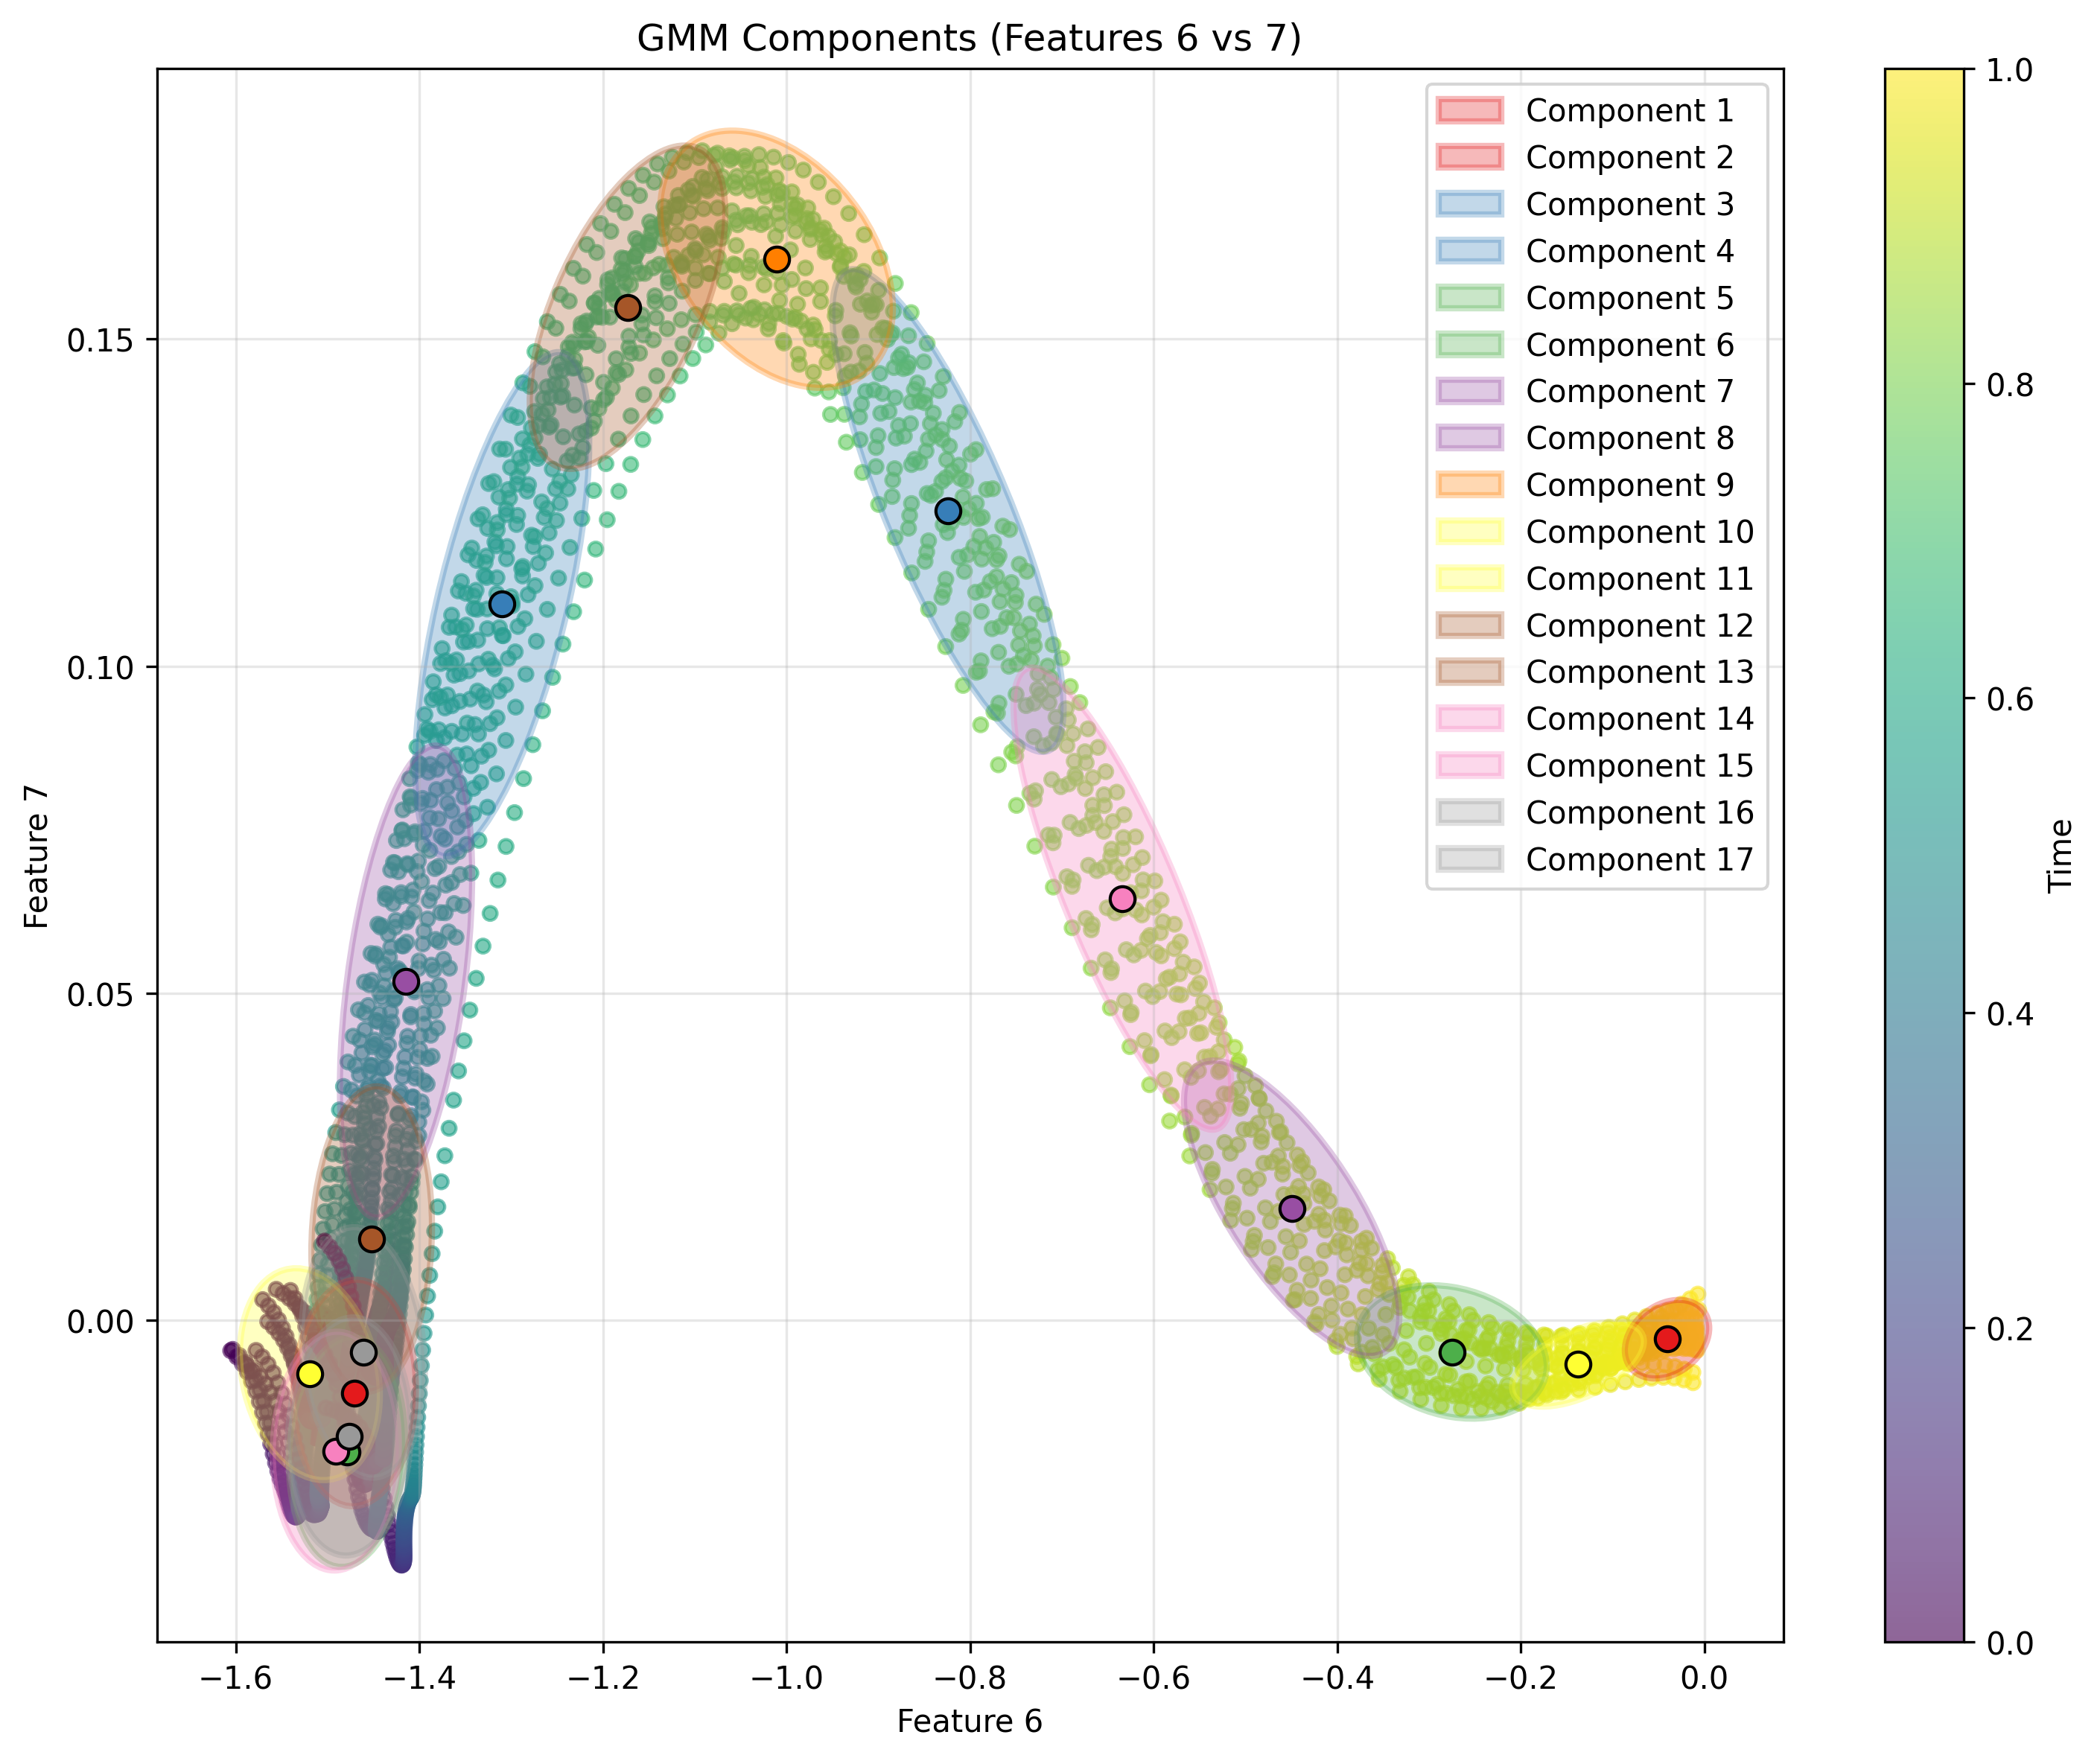 GMM Components (Features 6 vs 7)
Component 1
Component 2
Component 3
Component 4
Component 5
Component 6
Component 7
Component 8
Component 9
Component 10
Component 11
Component 12
Component 13
Component 14
Component 15
Component 16
Component 17
0.15
0.10
0.05
0.00
Feature 7
−1.6 −1.4 −1.2 −1.0 −0.8 −0.6 −0.4 −0.2 0.0
Feature 6
1.0
0.8
0.6
0.4
0.2
0.0
Time